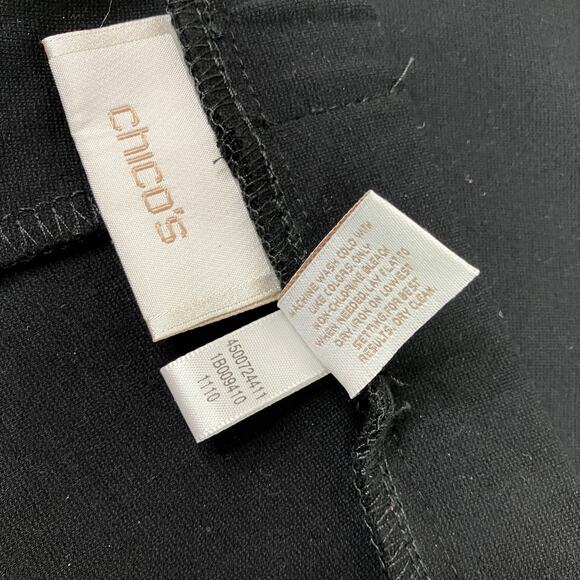 chico's
MACHINE WASH COLD WITH
LIKE COLORS. ONLY
NON-CHLORINE BLEACH
WHEN NEEDED. LAY FLAT TO
DRY. IRON ON LOWEST
SETTING. FOR BEST
RESULTS, DRY CLEAN.
4500724411
1B009410
1110